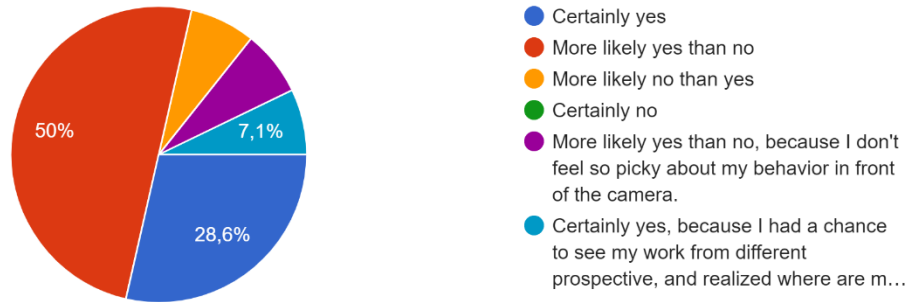 50%
7,1%
28,6%
Certainly yes
More likely yes than no
More likely no than yes
Certainly no
More likely yes than no, because I don't
feel so picky about my behavior in front
of the camera.
Certainly yes, because I had a chance
to see my work from different
prospective, and realized where are m…